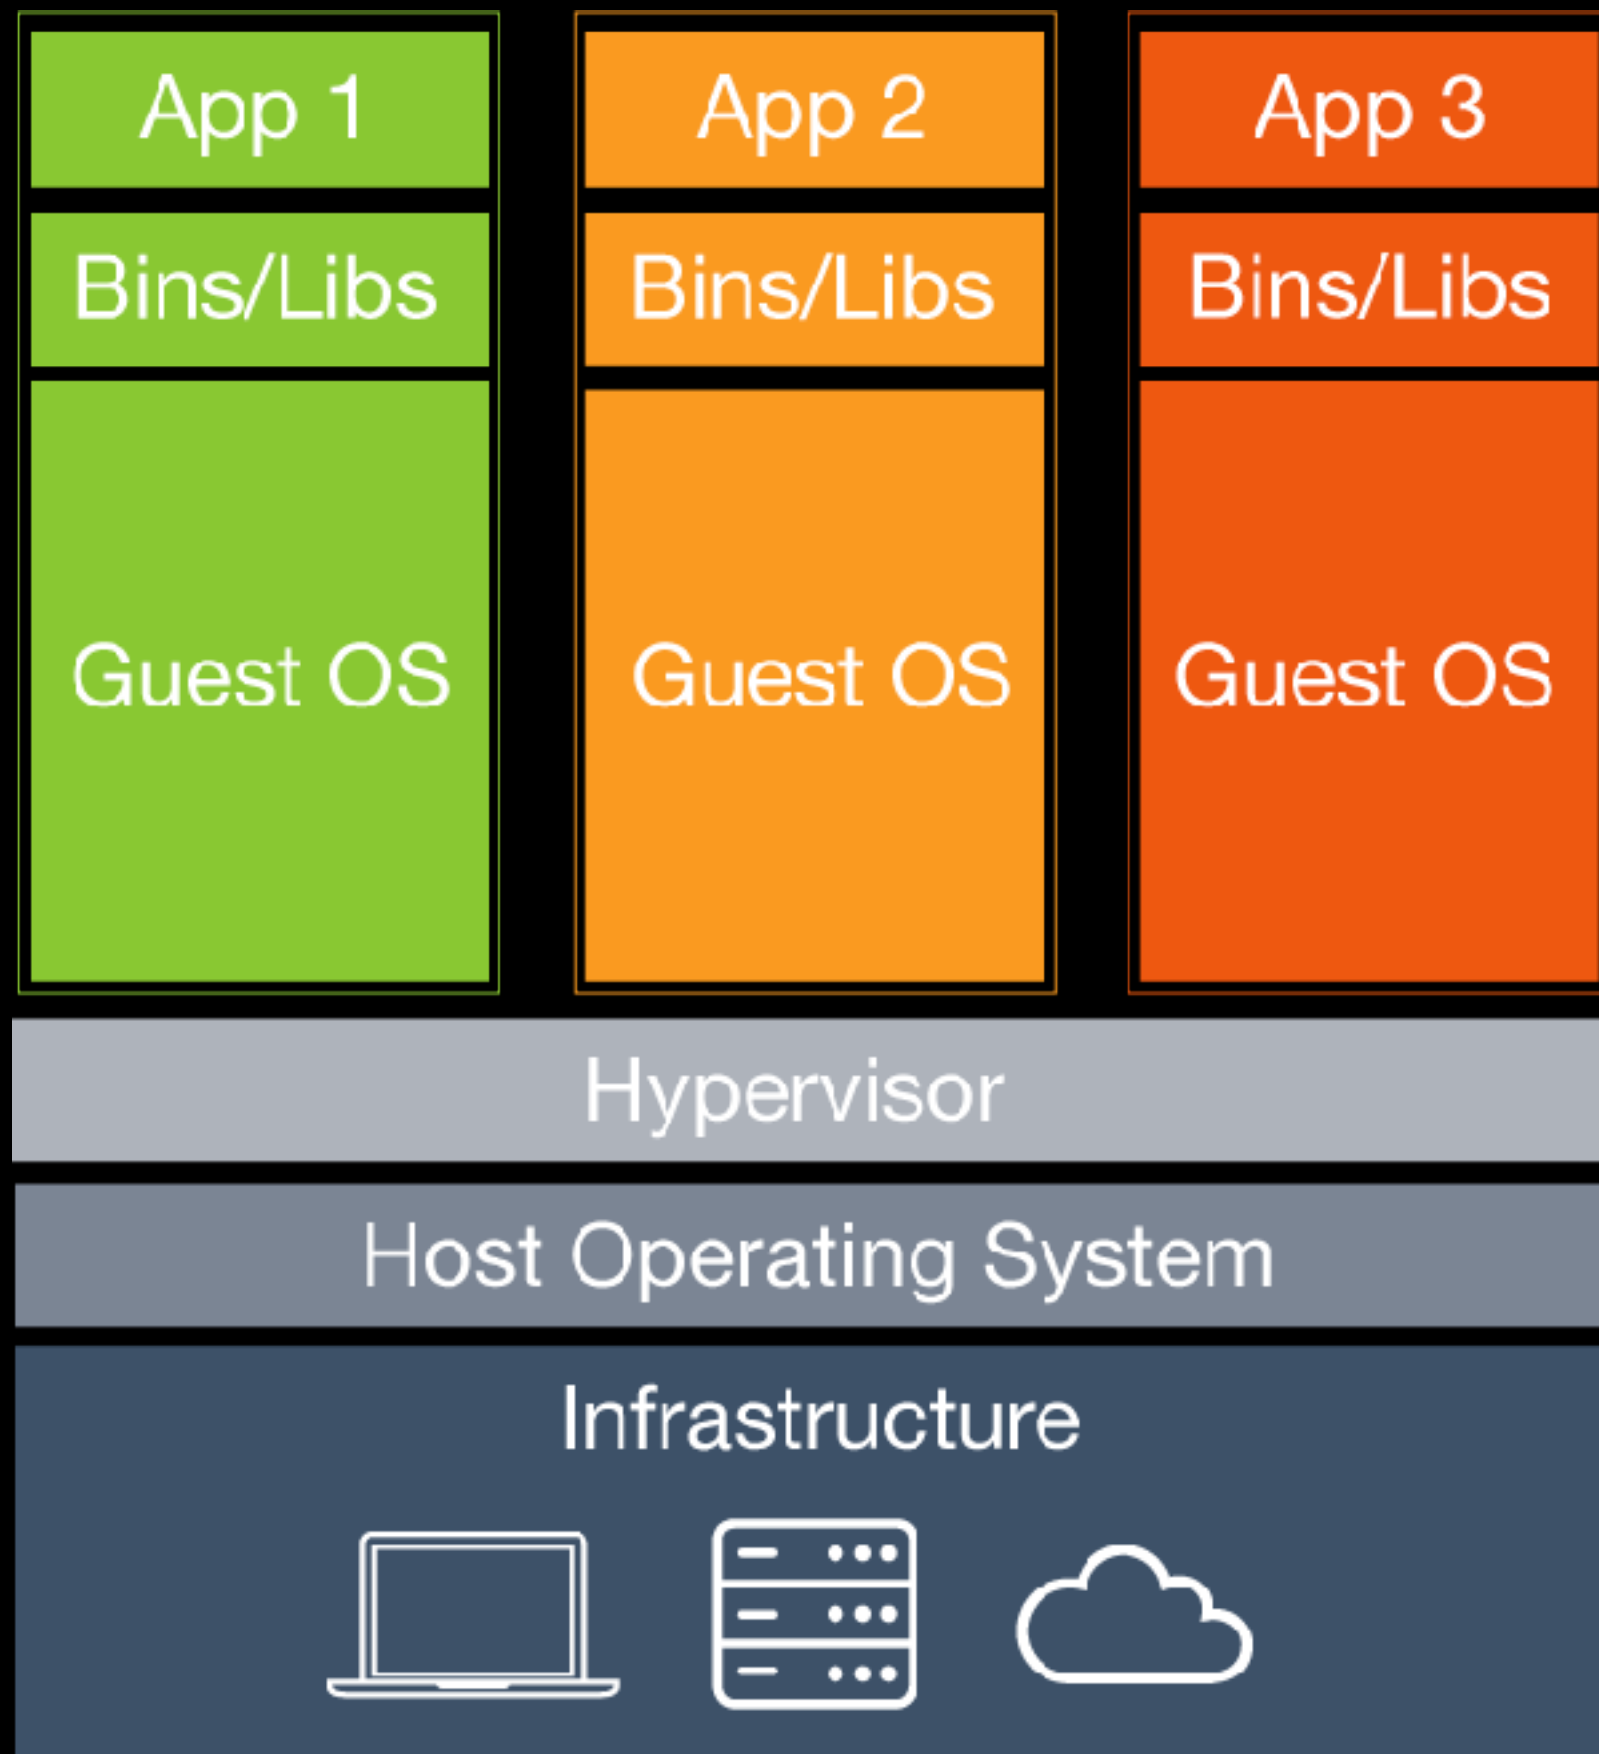 App 1
App 2
App 3
Bins/Libs
Bins/Libs
Bins/Libs
Guest OS
Guest OS
Guest OS
Hypervisor
Host Operating System
Infrastructure